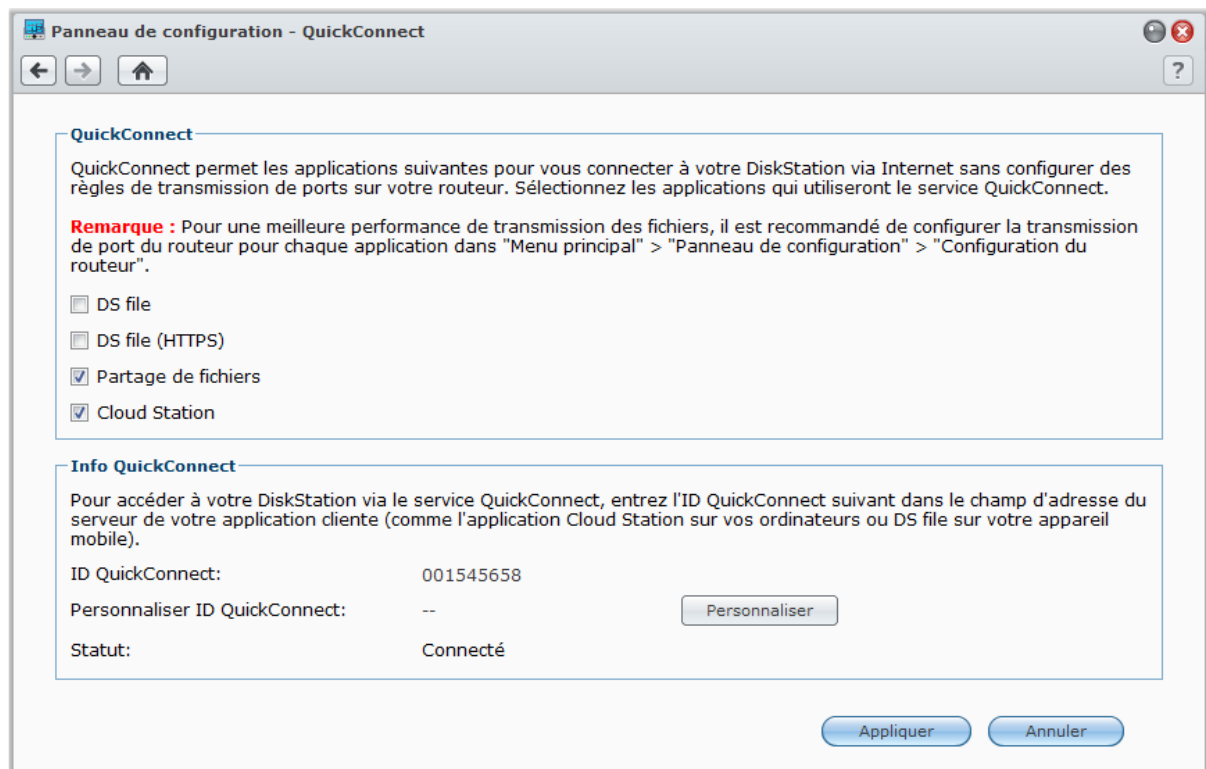 Panneau de configuration - QuickConnect
?
QuickConnect
QuickConnect permet les applications suivantes pour vous connecter à votre DiskStation via Internet sans configurer des
règles de transmission de ports sur votre routeur. Sélectionnez les applications qui utiliseront le service QuickConnect.
Remarque : Pour une meilleure performance de transmission des fichiers, il est recommandé de configurer la transmission
de port du routeur pour chaque application dans "Menu principal" > "Panneau de configuration" > "Configuration du
routeur".
DS file
DS file (HTTPS)
Partage de fichiers
Cloud Station
Info QuickConnect
Pour accéder à votre DiskStation via le service QuickConnect, entrez l'ID QuickConnect suivant dans le champ d'adresse du
serveur de votre application cliente (comme l'application Cloud Station sur vos ordinateurs ou DS file sur votre appareil
mobile).
ID QuickConnect: 001545658
Personnaliser ID QuickConnect: -- Personnaliser
Statut: Connecté
Appliquer Annuler